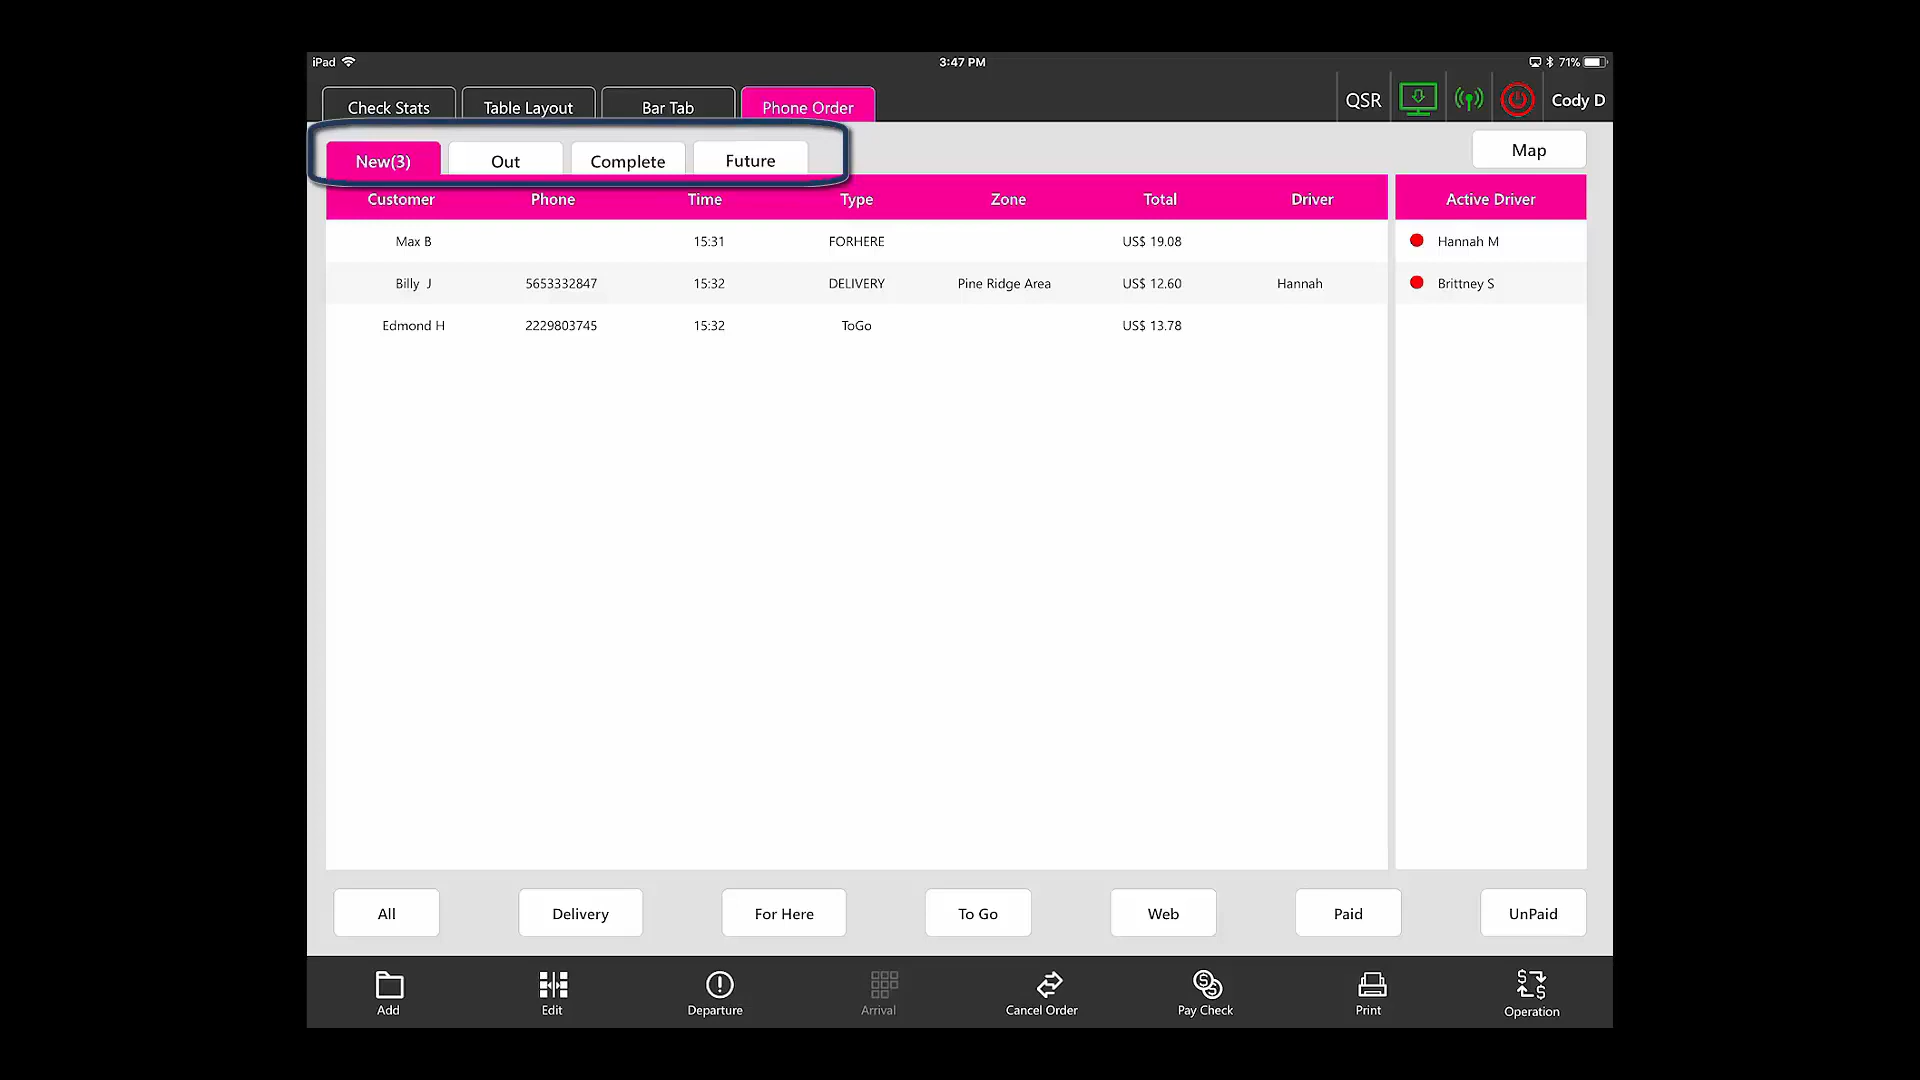 iPad 3:47 PM 71%
Check Stats Table Layout Bar Tab Phone Order QSR Cody D
New(3) Out Complete Future Map
Customer Phone Time Type Zone Total Driver Active Driver
Max B 15:31 FORHERE US$ 19.08 Hannah M
Billy J 5653332847 15:32 DELIVERY Pine Ridge Area US$ 12.60 Hannah Brittney S
Edmond H 2229803745 15:32 ToGo US$ 13.78
All Delivery For Here To Go Web Paid UnPaid
Add Edit Departure Arrival Cancel Order Pay Check Print Operation